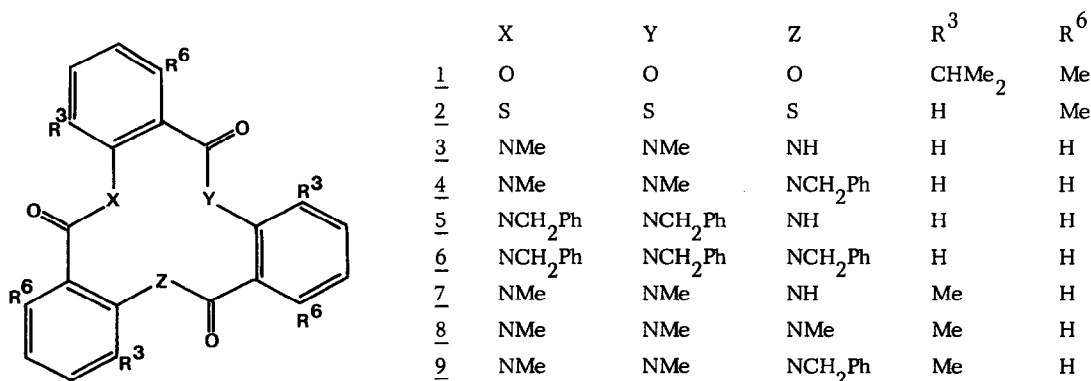 R⁶
R³
O
O
X
Y
R³
Z
R⁶
R⁶
O
R³
X Y Z R³ R⁶
1 O O O CHMe₂ Me
2 S S S H Me
3 NMe NMe NH H H
4 NMe NMe NCH₂Ph H H
5 NCH₂Ph NCH₂Ph NH H H
6 NCH₂Ph NCH₂Ph NCH₂Ph H H
7 NMe NMe NH Me H
8 NMe NMe NMe Me H
9 NMe NMe NCH₂Ph Me H